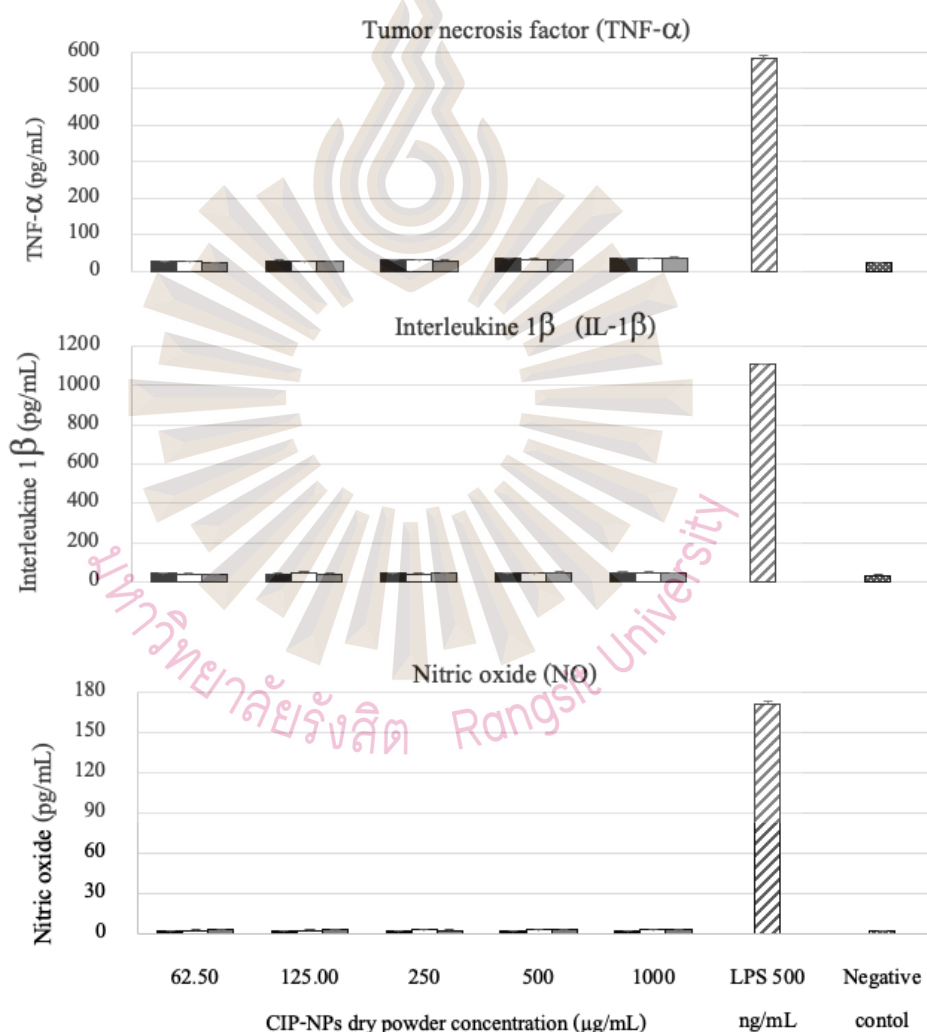 Tumor necrosis factor (TNF-α)
TNF-α (pg/mL)
600
500
400
300
200
100
0
Interleukine 1β (IL-1β)
Interleukine 1β (pg/mL)
1200
1000
800
600
400
200
0
Nitric oxide (NO)
Nitric oxide (pg/mL)
180
150
120
90
60
30
0
62.50 125.00 250 500 1000 LPS 500 Negative
CIP-NPs dry powder concentration (µg/mL) ng/mL contol
มหาวิทยาลัยรังสิต Rangsit University